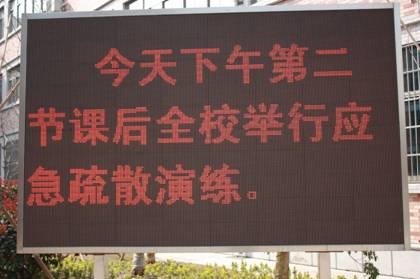 今天下午第二
节课后全校举行应
急疏散演练。